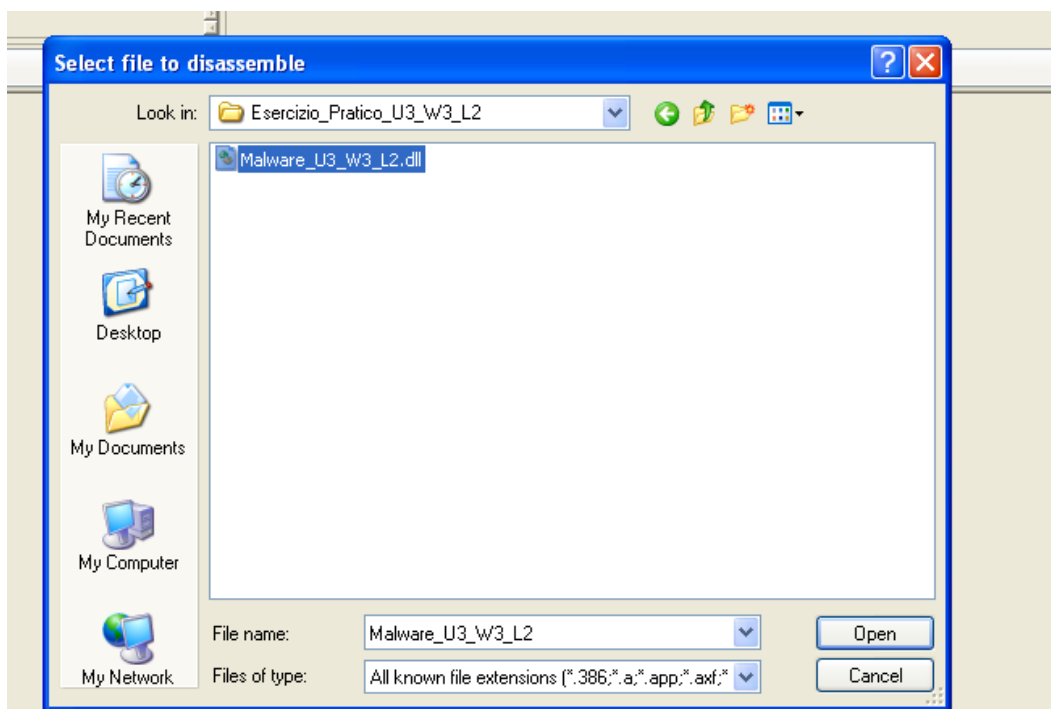 Select file to disassemble
Look in: Esercizio_Pratico_U3_W3_L2
Malware_U3_W3_L2.dll
My Recent
Documents
Desktop
My Documents
My Computer
My Network
File name: Malware_U3_W3_L2 Open
Files of type: All known file extensions (*.386;*.a;*.app;*.axf;* Cancel